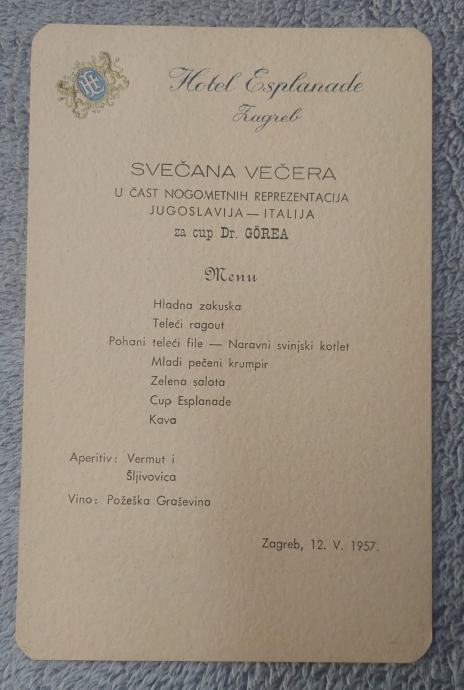 HE
Hotel Esplanade
Zagreb
SVEČANA VEČERA
U ČAST NOGOMETNIH REPREZENTACIJA
JUGOSLAVIJA — ITALIJA
za cup Dr. GÖREA
Menu
Hladna zakuska
Teleći ragout
Pohani teleći file — Naravni svinjski kotlet
Mladi pečeni krumpir
Zelena salata
Cup Esplanade
Kava
Aperitiv: Vermut i
Šljivovica
Vino: Požeška Graševina
Zagreb, 12. V. 1957.